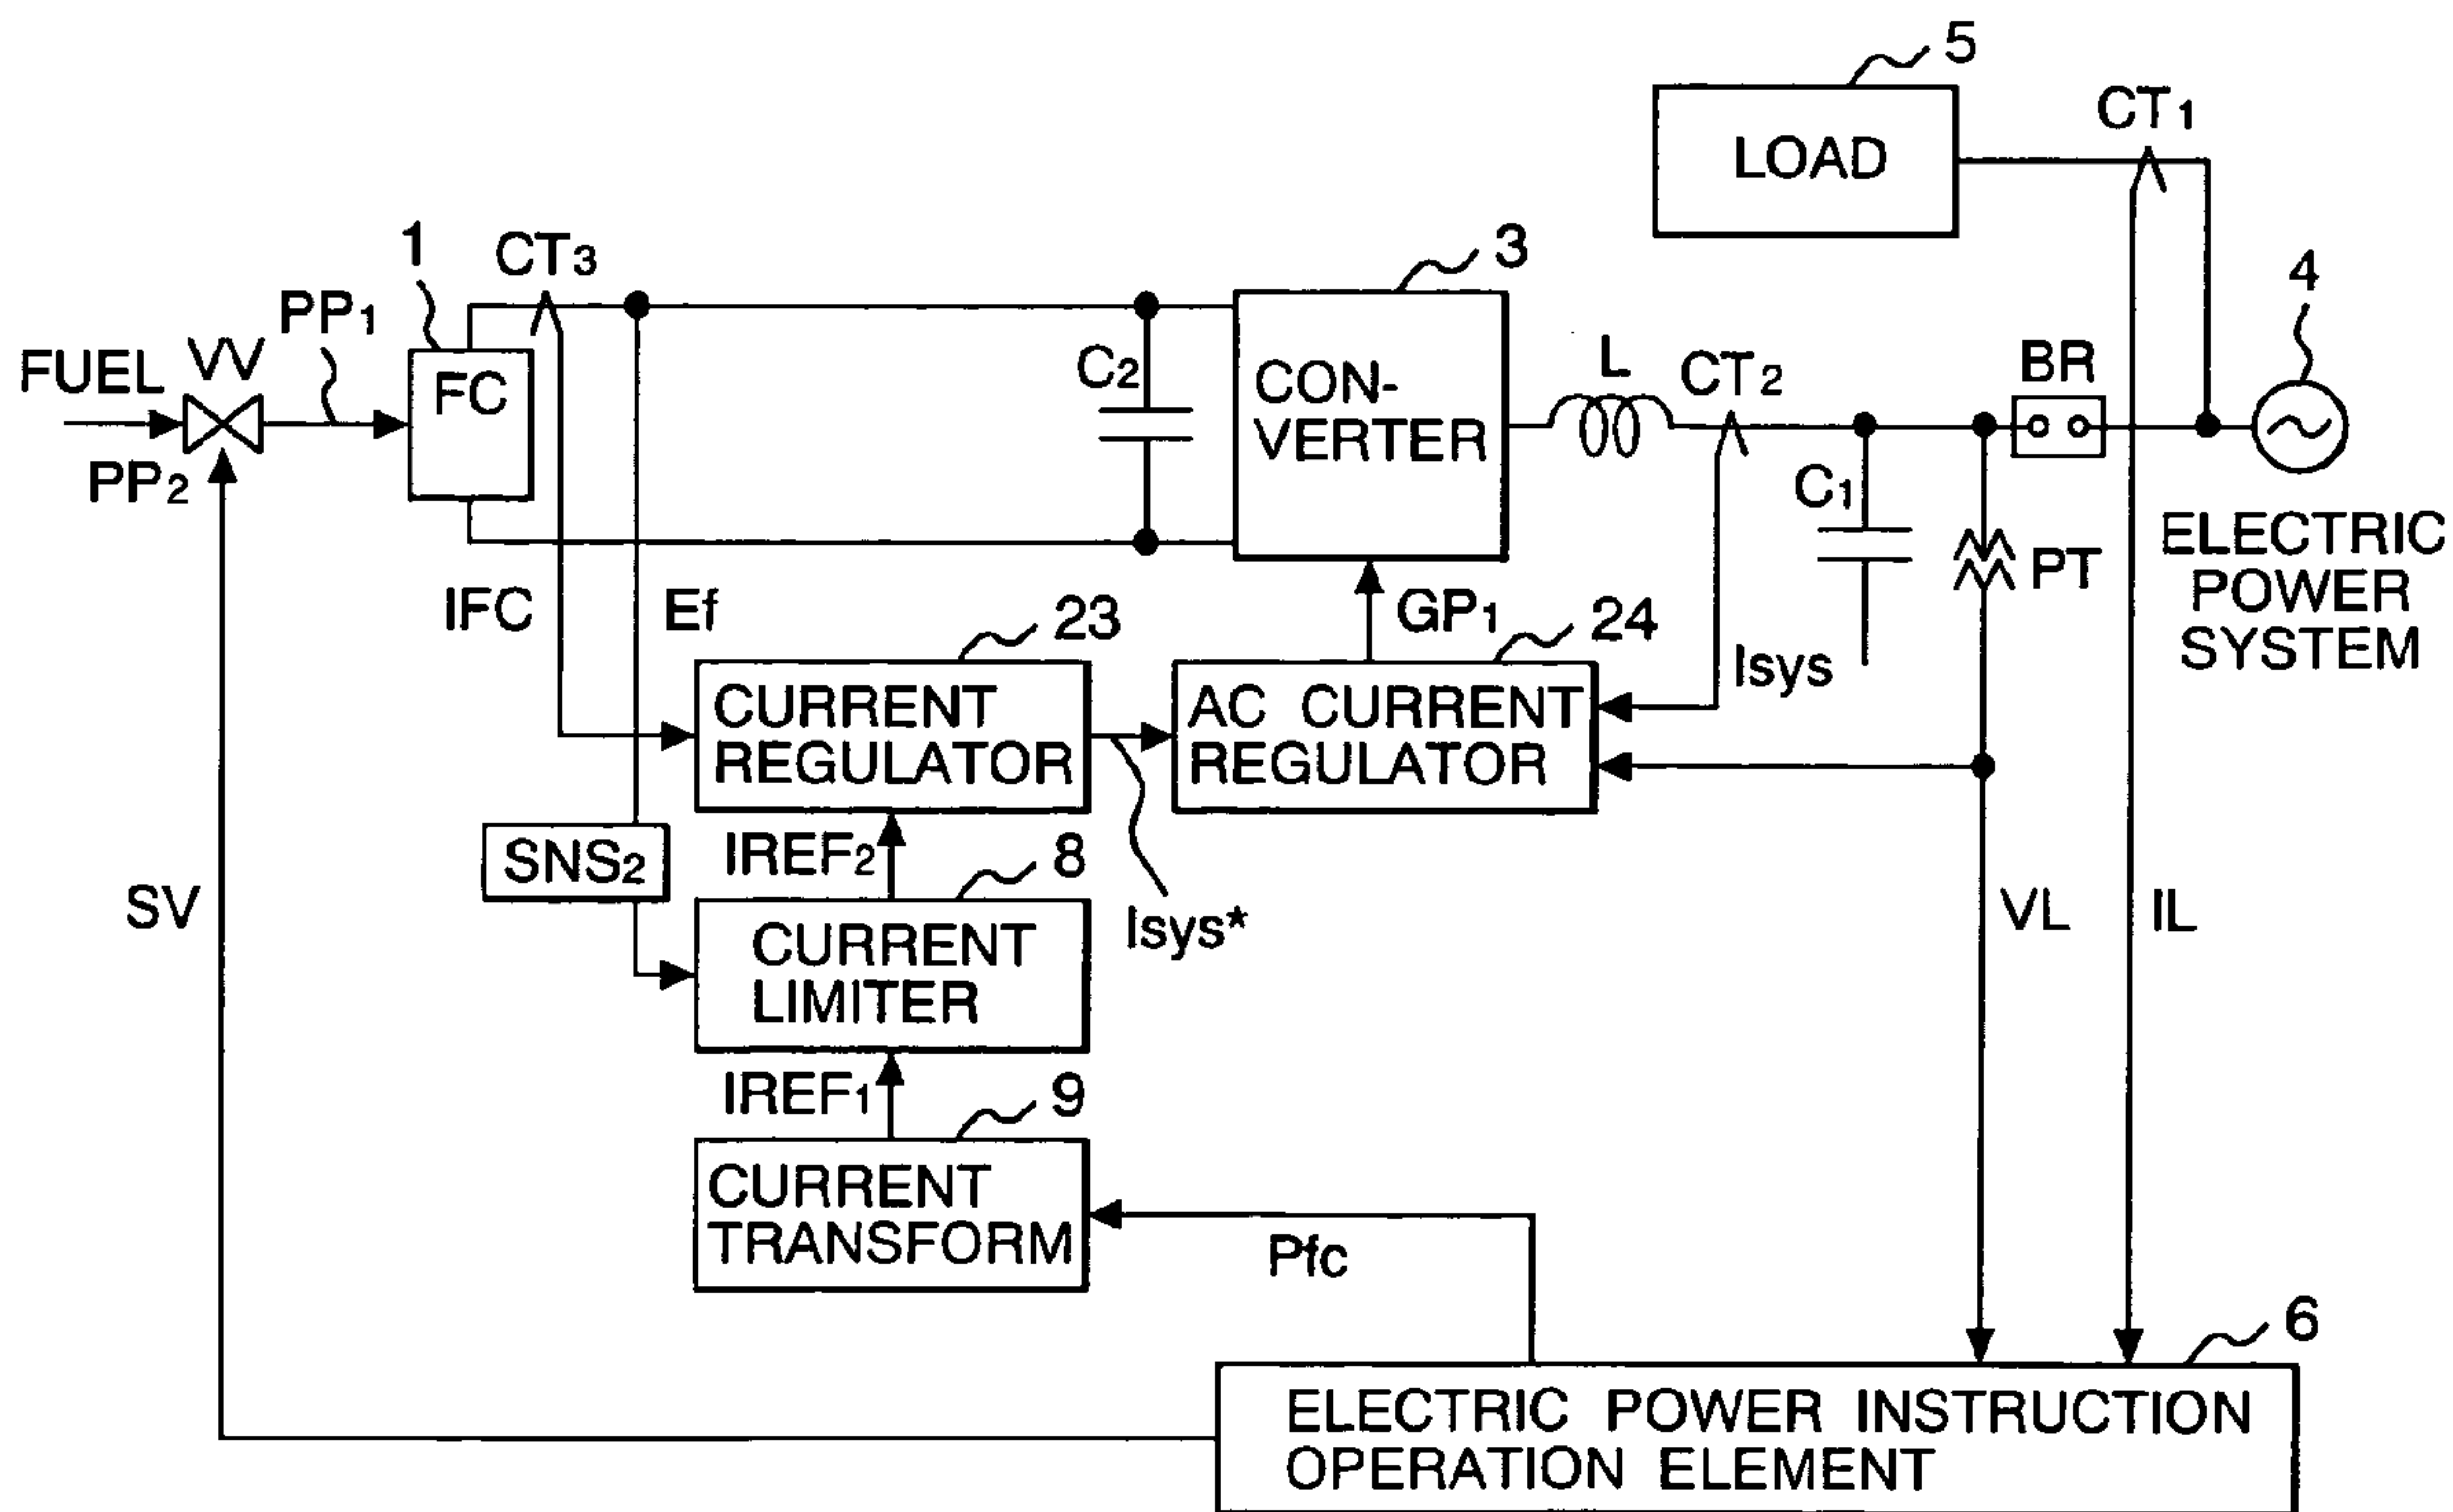 5
CT1
LOAD
1
CT3
3
4
PP1
FUEL
VV
FC
C2
CON-
VERTER
L
CT2
BR
PP2
C1
PT
ELECTRIC
POWER
SYSTEM
IFC
Ef
23
GP1
24
Isys
CURRENT
REGULATOR
AC CURRENT
REGULATOR
SNS2
IREF2
8
Isys*
SV
VL
IL
CURRENT
LIMITER
IREF1
9
CURRENT
TRANSFORM
Pfc
6
ELECTRIC POWER INSTRUCTION
OPERATION ELEMENT